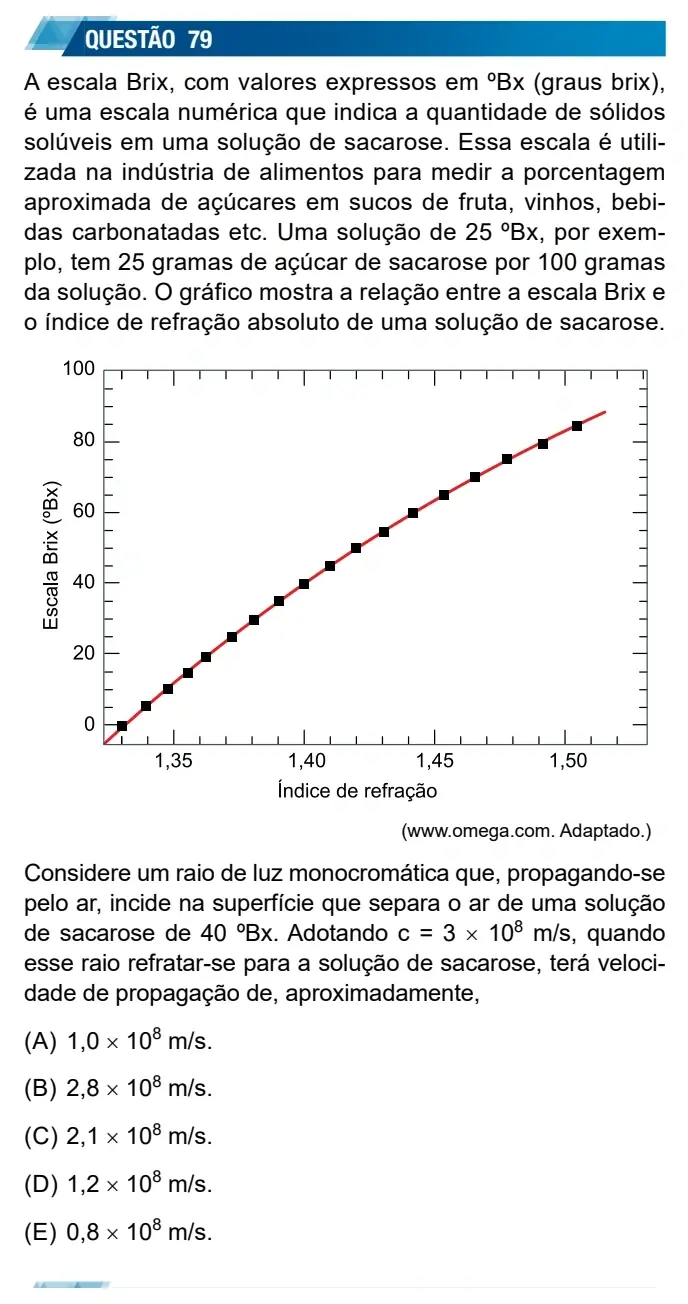 QUESTÃO 79
A escala Brix, com valores expressos em ºBx (graus brix),
é uma escala numérica que indica a quantidade de sólidos
solúveis em uma solução de sacarose. Essa escala é utili-
zada na indústria de alimentos para medir a porcentagem
aproximada de açúcares em sucos de fruta, vinhos, bebi-
das carbonatadas etc. Uma solução de 25 ºBx, por exem-
plo, tem 25 gramas de açúcar de sacarose por 100 gramas
da solução. O gráfico mostra a relação entre a escala Brix e
o índice de refração absoluto de uma solução de sacarose.
Escala Brix (ºBx)
100
80
60
40
20
0
1,35 1,40 1,45 1,50
Índice de refração
(www.omega.com. Adaptado.)
Considere um raio de luz monocromática que, propagando-se
pelo ar, incide na superfície que separa o ar de uma solução
de sacarose de 40 ºBx. Adotando c = 3 × 10⁸ m/s, quando
esse raio refratar-se para a solução de sacarose, terá veloci-
dade de propagação de, aproximadamente,
(A) 1,0 × 10⁸ m/s.
(B) 2,8 × 10⁸ m/s.
(C) 2,1 × 10⁸ m/s.
(D) 1,2 × 10⁸ m/s.
(E) 0,8 × 10⁸ m/s.